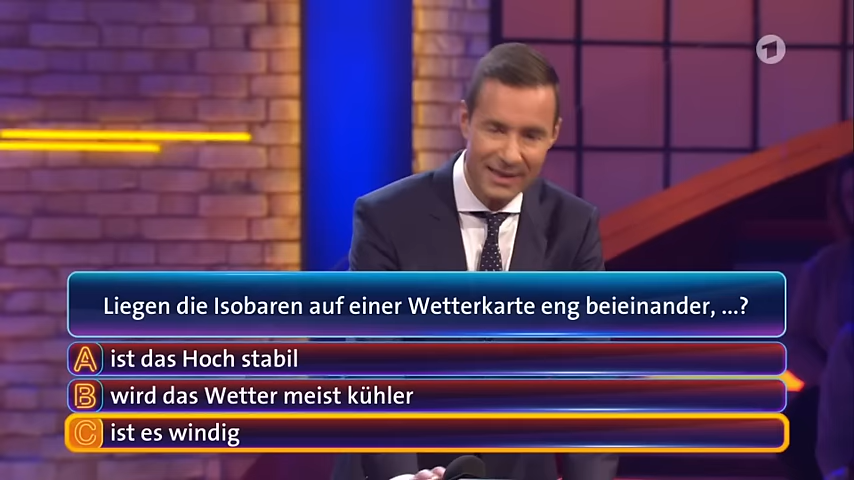 1
Liegen die Isobaren auf einer Wetterkarte eng beieinander, ...?
A ist das Hoch stabil
B wird das Wetter meist kühler
C ist es windig